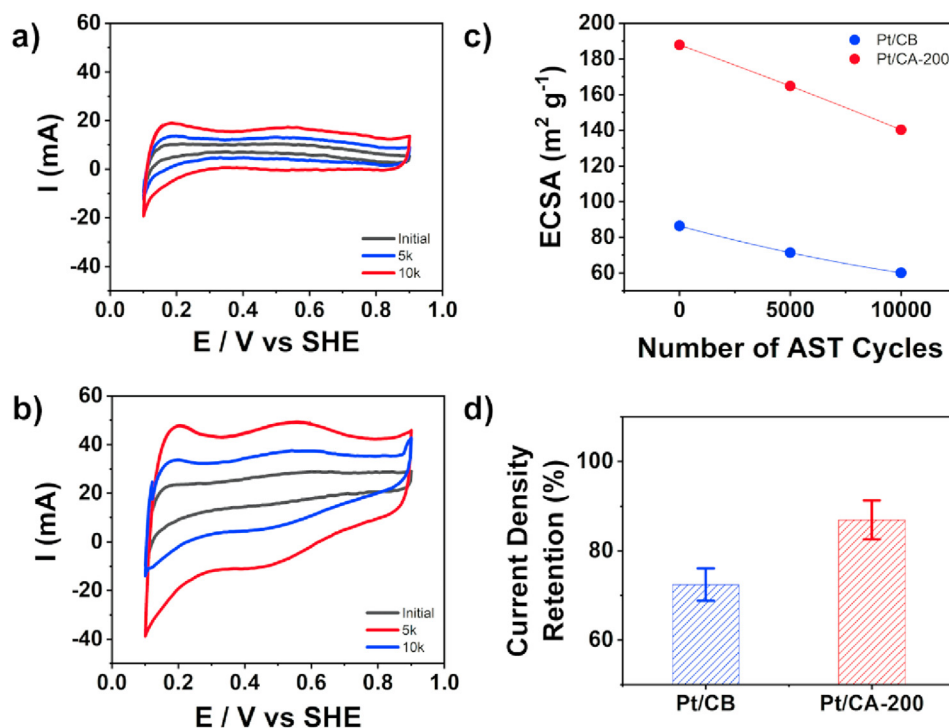 a)
I (mA)
60
40
20
0
-20
-40
Initial
5k
10k
0.0 0.2 0.4 0.6 0.8 1.0
E / V vs SHE
b)
I (mA)
60
40
20
0
-20
-40
-60
Initial
5k
10k
0.0 0.2 0.4 0.6 0.8 1.0
E / V vs SHE
c)
ECSA (m² g⁻¹)
200
180
160
140
120
100
80
60
Pt/CB
Pt/CA-200
0 5000 10000
Number of AST Cycles
d)
Current Density
Retention (%)
100
80
60
Pt/CB Pt/CA-200